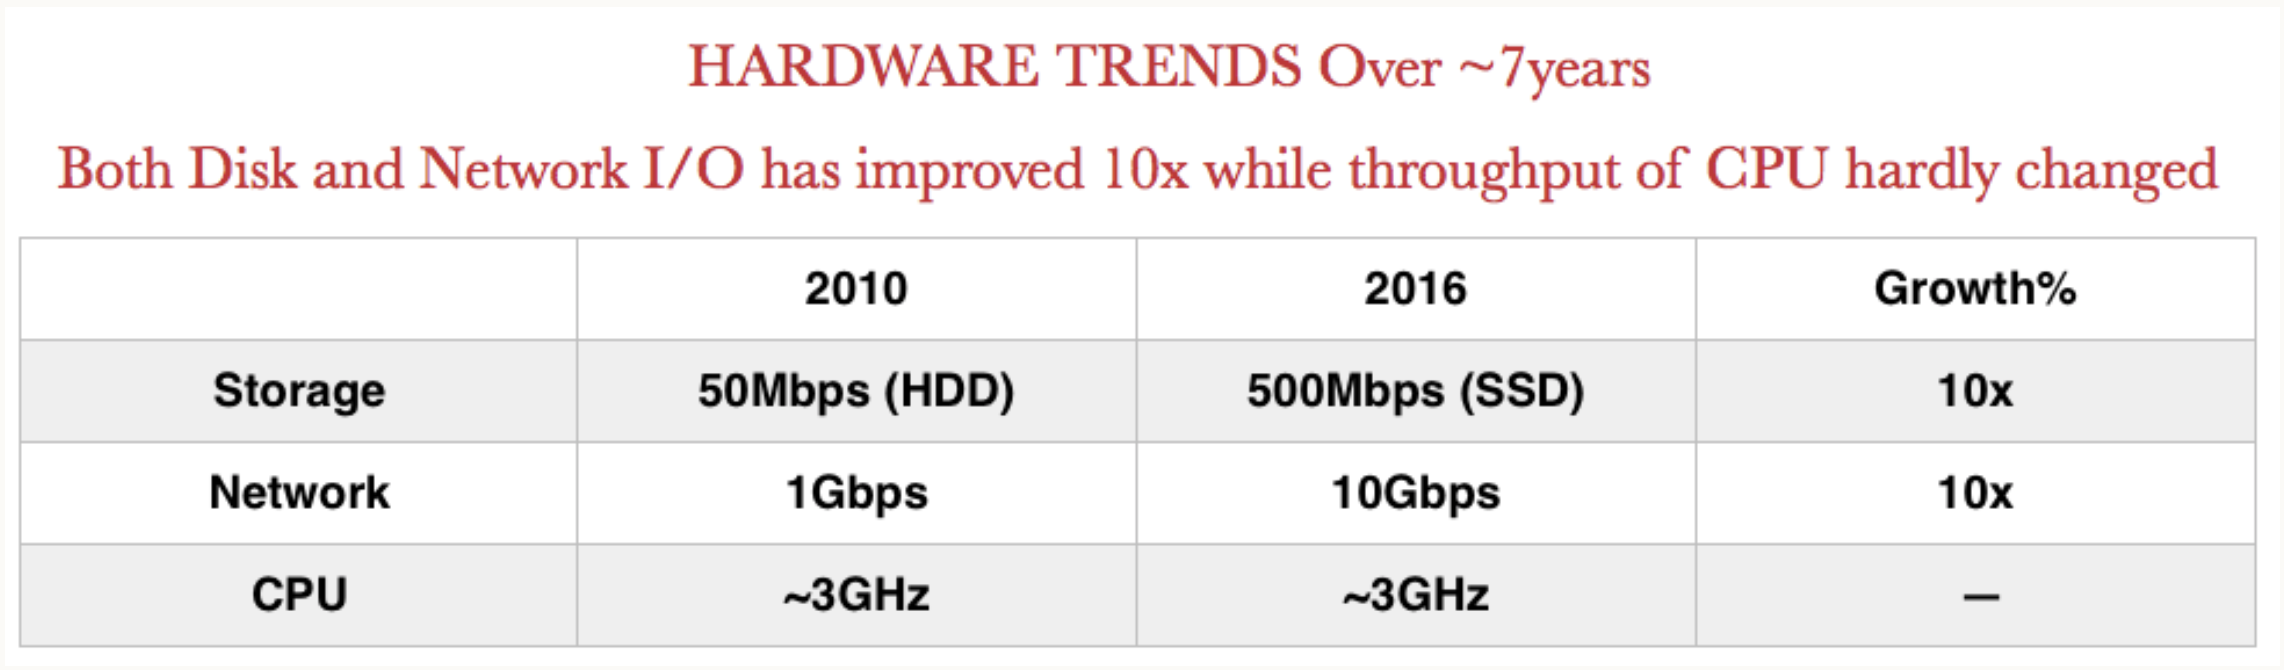 HARDWARE TRENDS Over ~7years
Both Disk and Network I/O has improved 10x while throughput of CPU hardly changed
2010 2016 Growth%
Storage 50Mbps (HDD) 500Mbps (SSD) 10x
Network 1Gbps 10Gbps 10x
CPU ~3GHz ~3GHz —